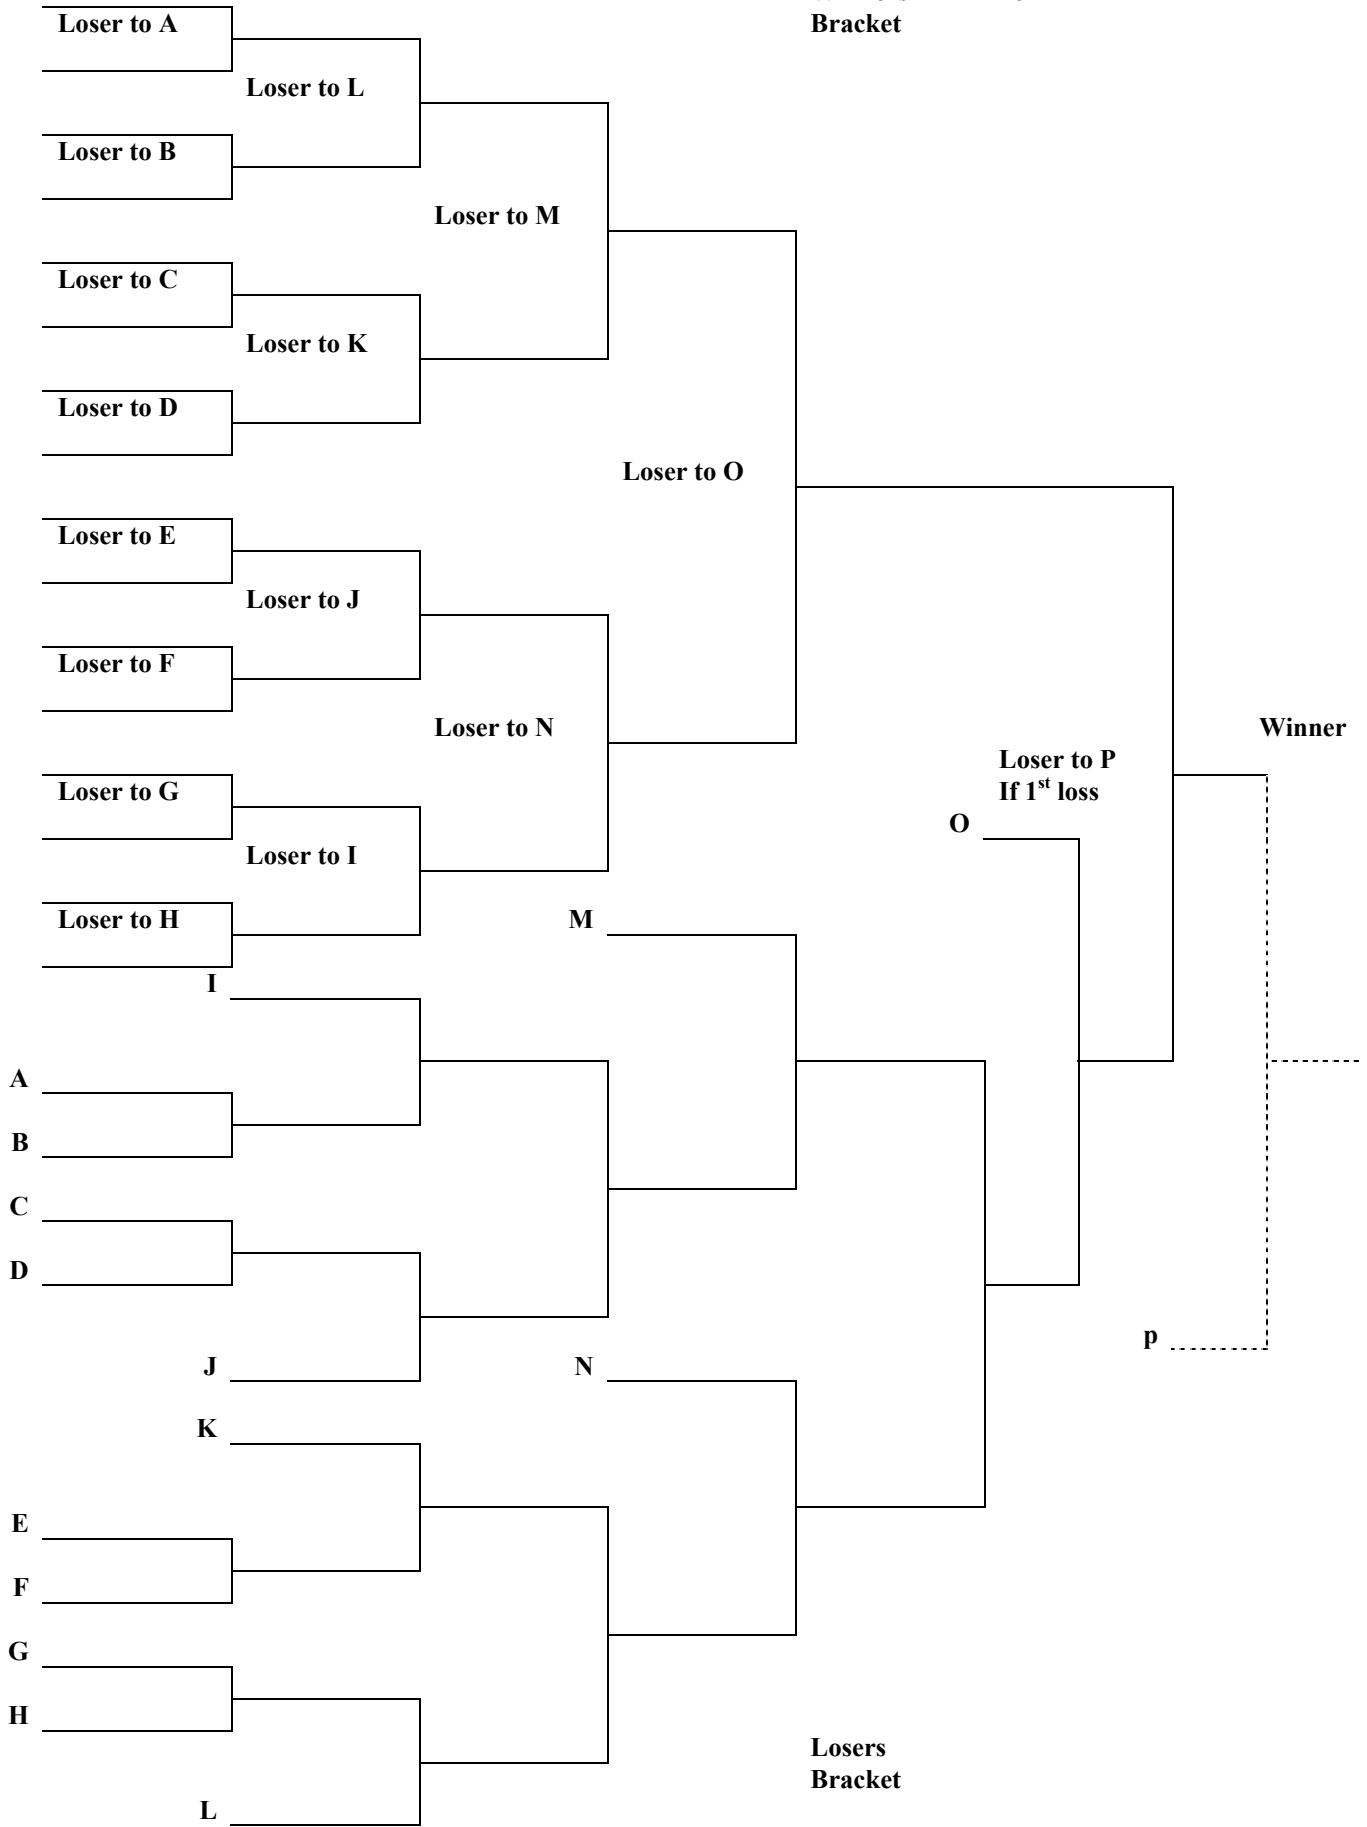 Bracket
Loser to A
Loser to L
Loser to B
Loser to M
Loser to C
Loser to K
Loser to D
Loser to O
Loser to E
Loser to J
Loser to F
Loser to N
Winner
Loser to P
If 1st loss
Loser to G
O
Loser to I
Loser to H
M
I
A
B
C
D
p
J
N
K
E
F
G
H
Losers
Bracket
L